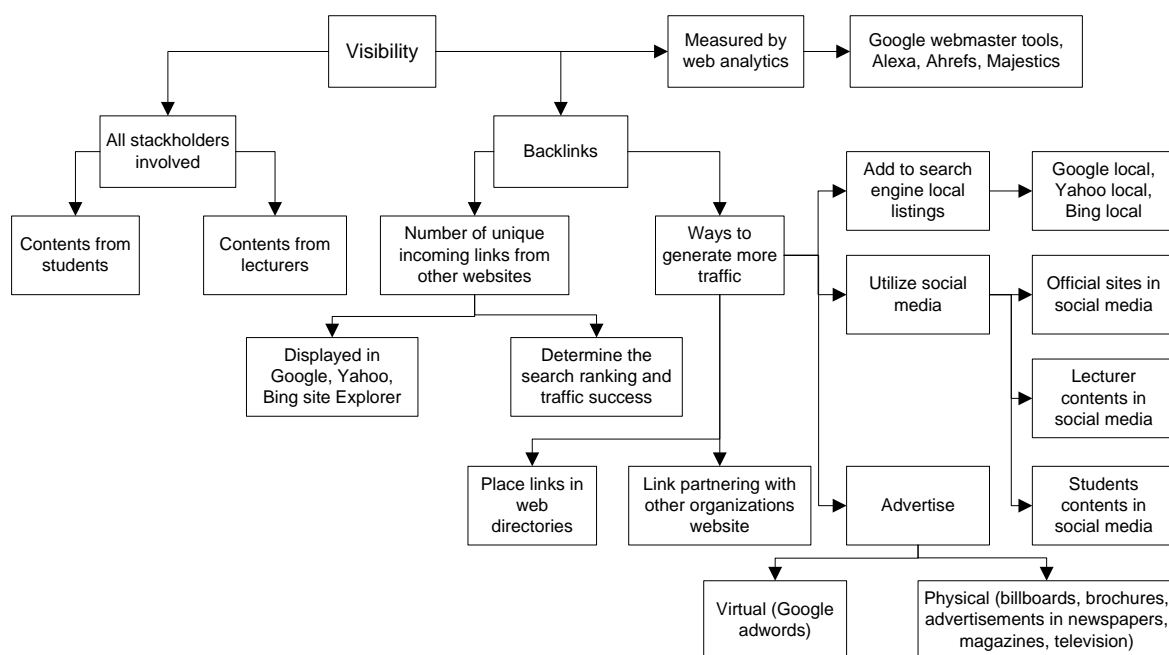 Visibility
Measured by
web analytics
Google webmaster tools,
Alexa, Ahrefs, Majestics
All stackholders
involved
Backlinks
Add to search
engine local
listings
Google local,
Yahoo local,
Bing local
Contents from
students
Contents from
lecturers
Number of unique
incoming links from
other websites
Ways to
generate more
traffic
Utilize social
media
Official sites in
social media
Displayed in
Google, Yahoo,
Bing site Explorer
Determine the
search ranking and
traffic success
Lecturer
contents in
social media
Place links in
web
directories
Link partnering with
other organizations
website
Advertise
Students
contents in
social media
Virtual (Google
adwords)
Physical (billboards, brochures,
advertisements in newspapers,
magazines, television)